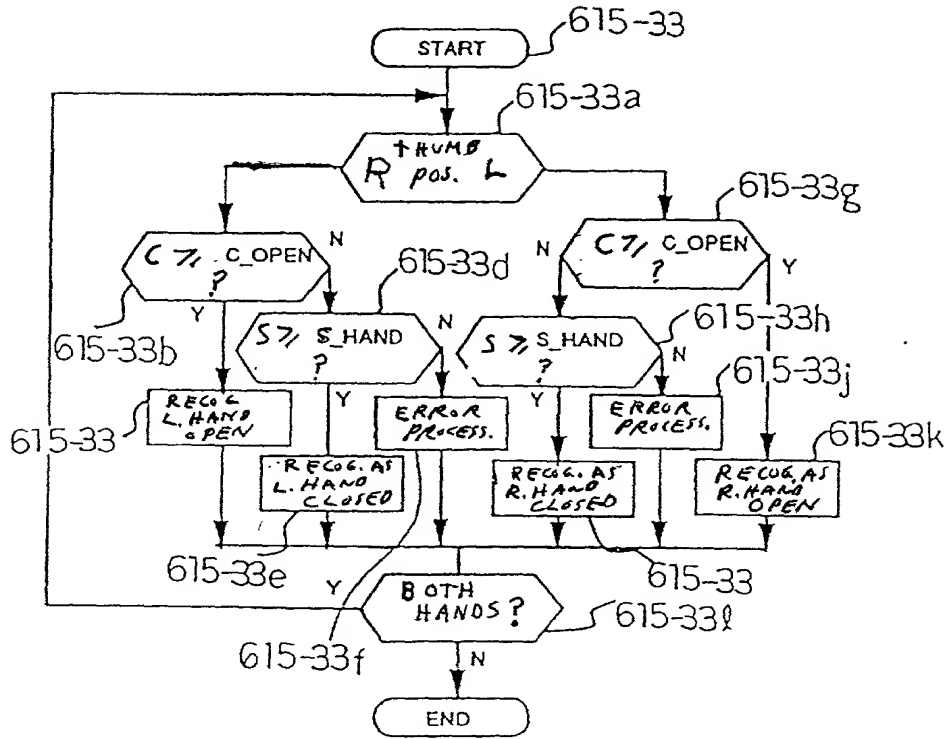 START
615-33
615-33a
THUMB
R POS. L
615-33g
C ≥ C_OPEN
?
N
Y
615-33b
615-33d
N
C ≥ C_OPEN
?
Y
S ≥ S_HAND
?
N
Y
S ≥ S_HAND
?
N
Y
615-33h
615-33j
RECOG
L. HAND
OPEN
615-33
ERROR
PROCESS.
ERROR
PROCESS.
615-33k
RECOG. AS
L. HAND
CLOSED
615-33e
RECOG. AS
R. HAND
CLOSED
615-33
RECOG. AS
R. HAND
OPEN
Y
BOTH
HANDS?
615-33ℓ
615-33f
N
END